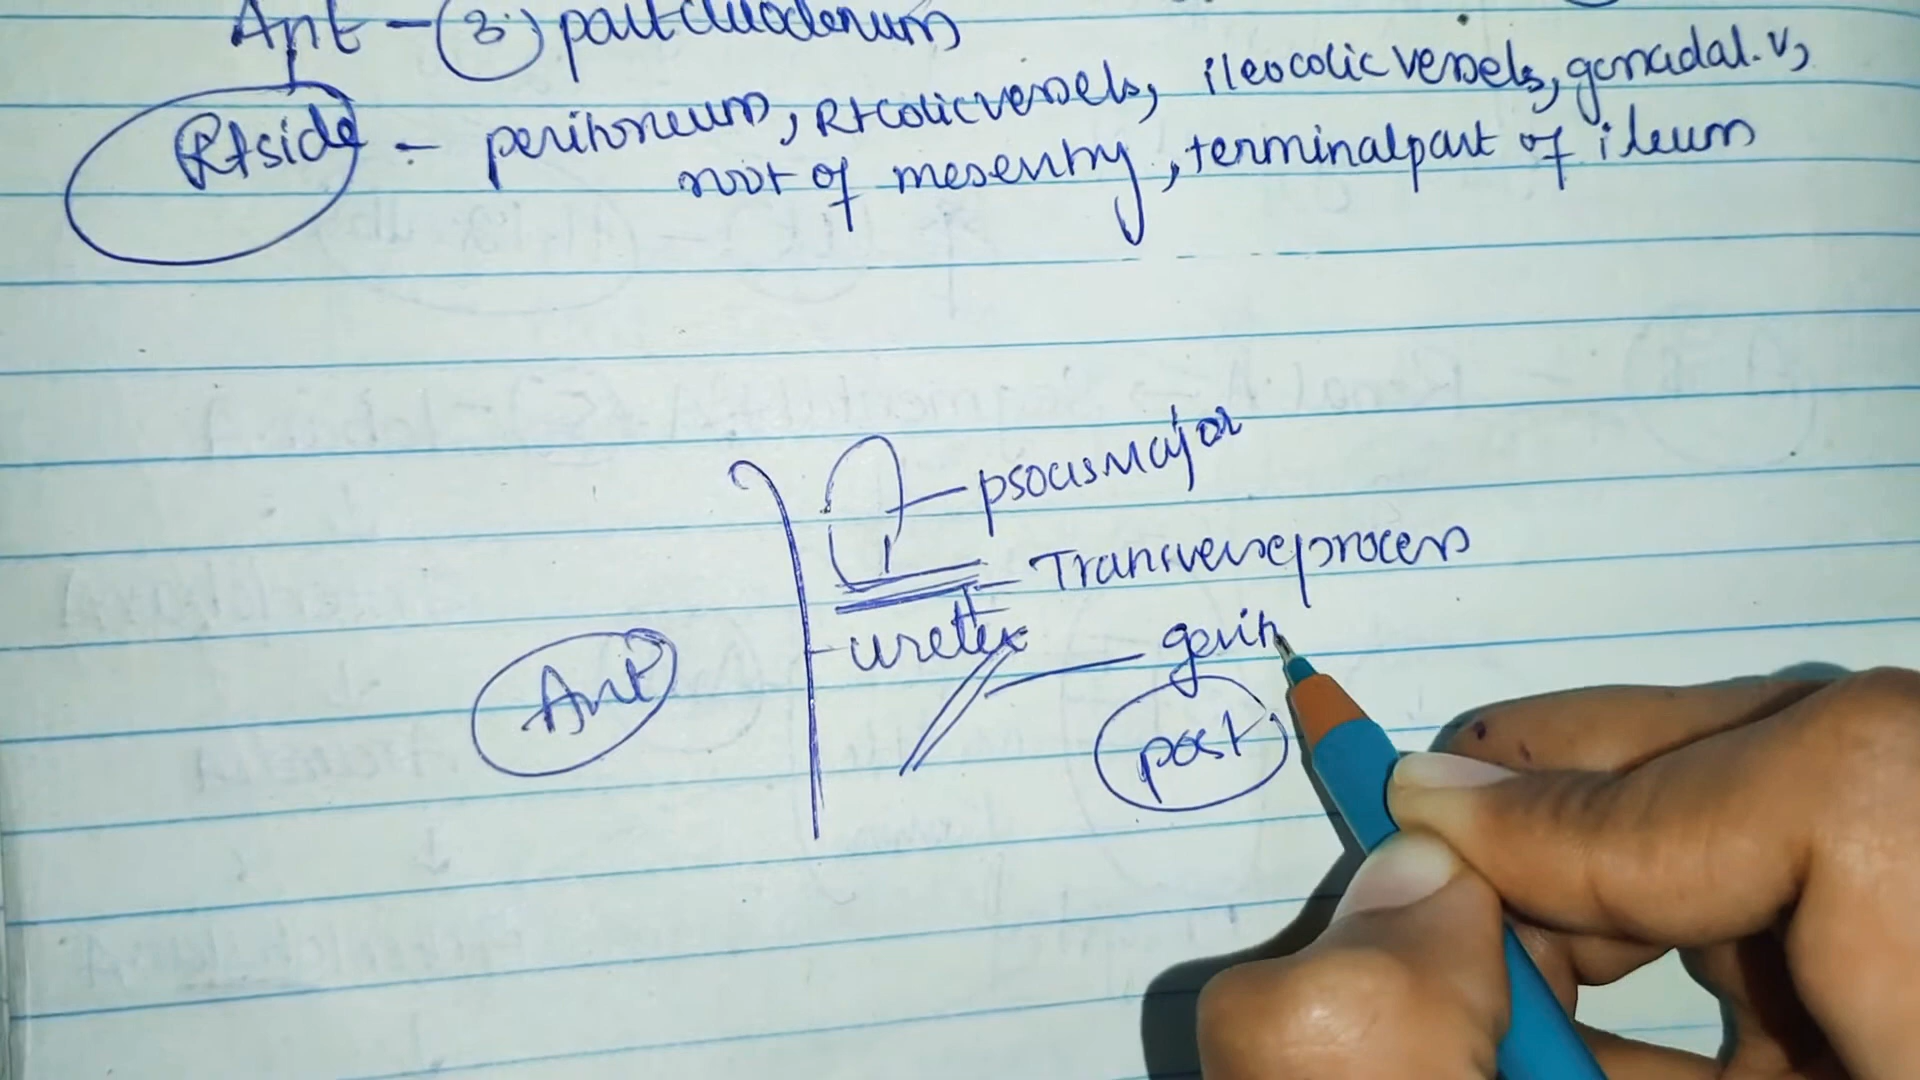 Ant - (3.) part duodenum
Rt side - peritoneum, Rt colic vessels, ileocolic vessels, gonadal. v,
root of mesentry, terminal part of ileum
psoas Major
Transverse process
ureter
genit
Ant
post